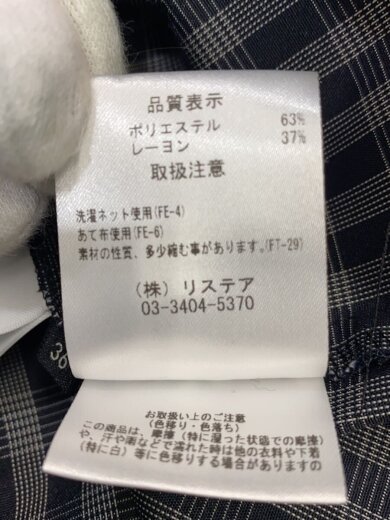 品質表示
ポリエステル 63%
レーヨン 37%
取扱注意
洗濯ネット使用(FE-4)
あて布使用(FE-6)
素材の性質、多少縮む事があります。(FT-29)
(株) リステア
03-3404-5370
お取扱い上のご注意
(色移り・色落ち)
この商品は、摩擦(特に湿った状態での摩擦)
や、汗や雨などで濡れた時は他の衣料や下着
(特に白)等に色移りする場合がありますの
36